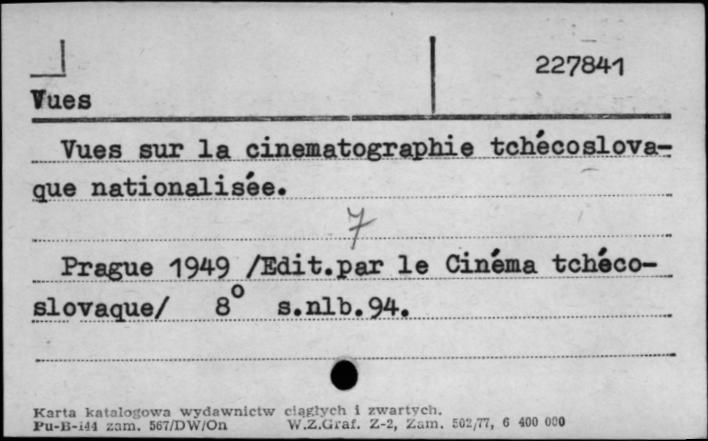 227841
Vues
Vues sur la cinematographie tchécoslova-
que nationalisée.
7
Prague 1949 /Edit.par le Cinéma tchéco-
slovaque/ 8° s.nlb.94.
Karta katalogowa wydawnictw ciągłych i zwartych.
Pu-B-144 zam. 567/DW/On W.Z.Graf. Z-2, Zam. 502/77, 6 400 000